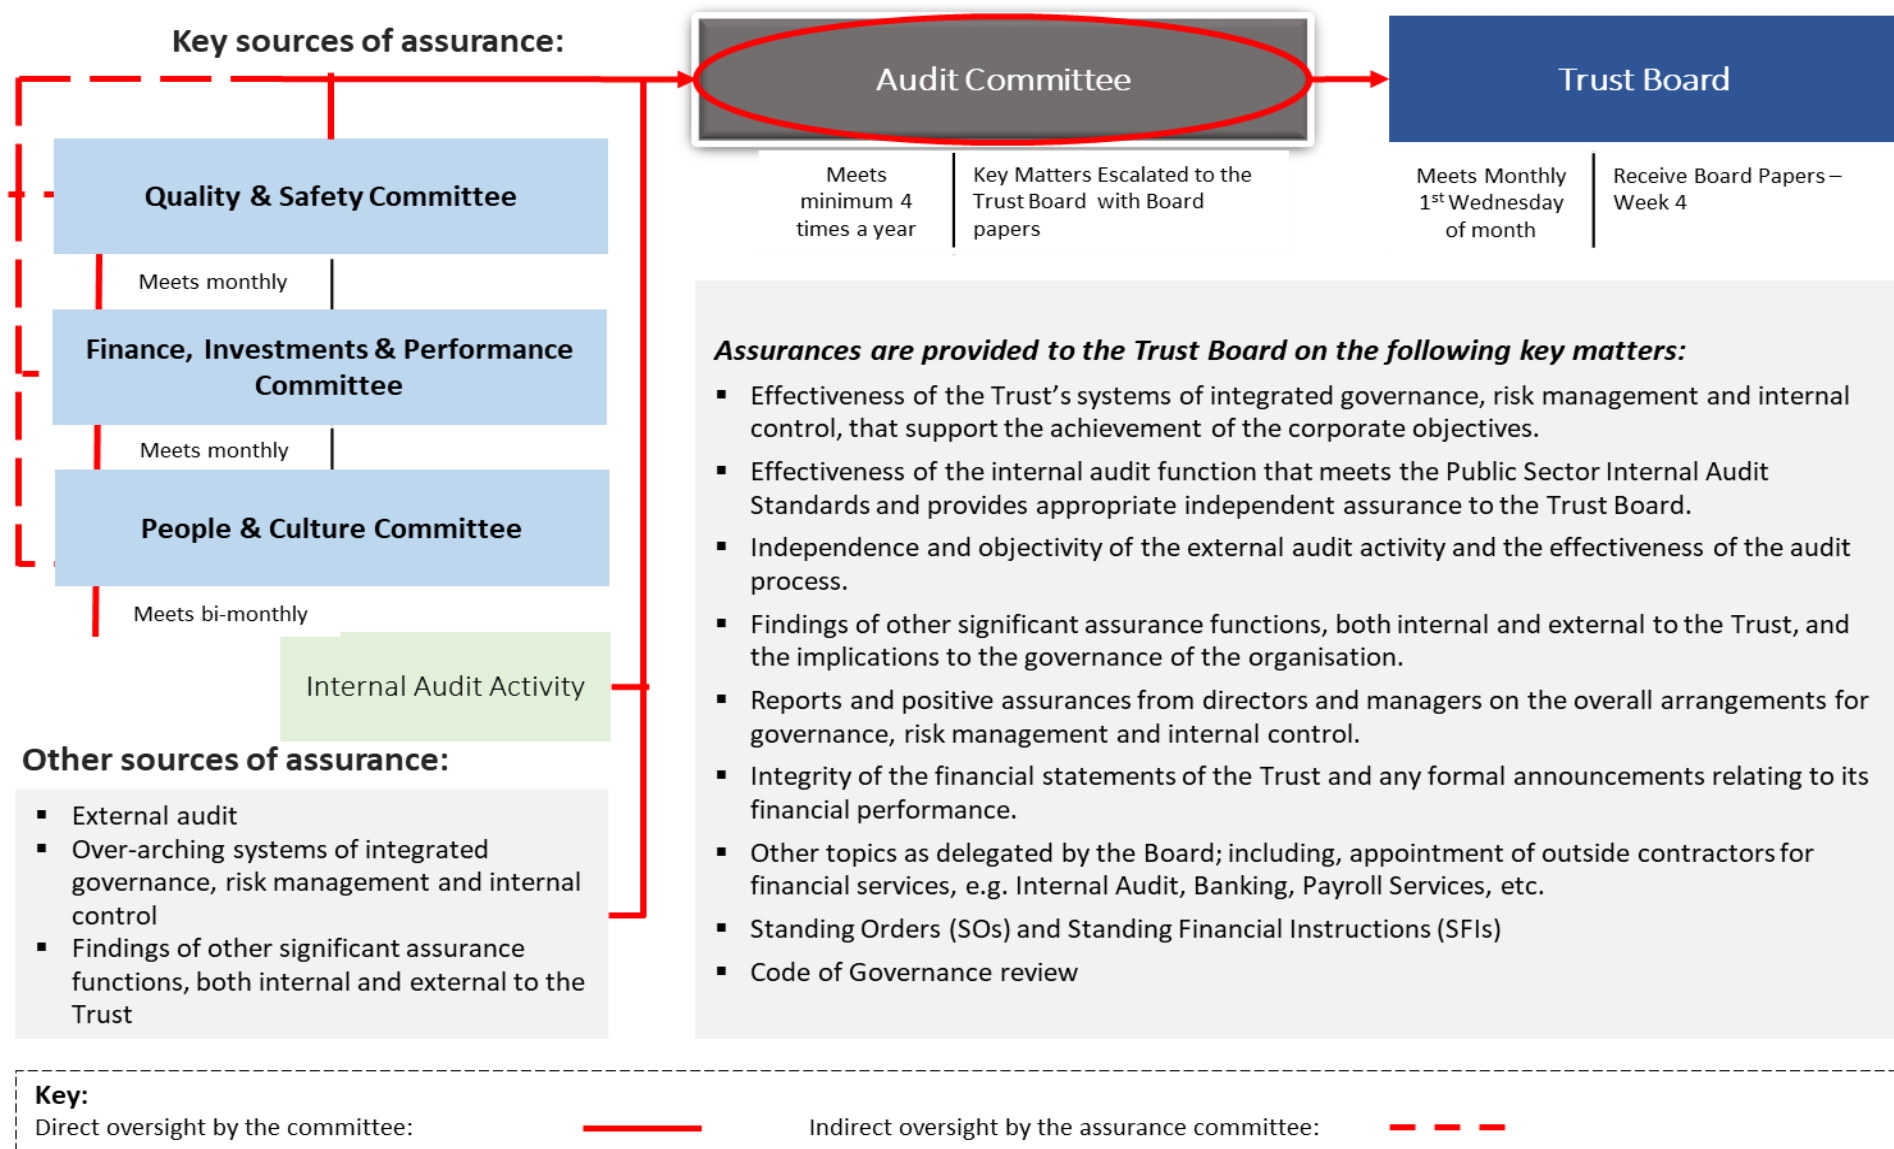 Key sources of assurance:
Audit Committee
Trust Board
Meets
minimum 4
times a year
Key Matters Escalated to the
Trust Board with Board
papers
Meets Monthly
1st Wednesday
of month
Receive Board Papers –
Week 4
Quality & Safety Committee
Meets monthly
Finance, Investments & Performance
Committee
Meets monthly
People & Culture Committee
Meets bi-monthly
Internal Audit Activity
Other sources of assurance:
▪ External audit
▪ Over-arching systems of integrated
governance, risk management and internal
control
▪ Findings of other significant assurance
functions, both internal and external to the
Trust
Assurances are provided to the Trust Board on the following key matters:
▪ Effectiveness of the Trust’s systems of integrated governance, risk management and internal
control, that support the achievement of the corporate objectives.
▪ Effectiveness of the internal audit function that meets the Public Sector Internal Audit
Standards and provides appropriate independent assurance to the Trust Board.
▪ Independence and objectivity of the external audit activity and the effectiveness of the audit
process.
▪ Findings of other significant assurance functions, both internal and external to the Trust, and
the implications to the governance of the organisation.
▪ Reports and positive assurances from directors and managers on the overall arrangements for
governance, risk management and internal control.
▪ Integrity of the financial statements of the Trust and any formal announcements relating to its
financial performance.
▪ Other topics as delegated by the Board; including, appointment of outside contractors for
financial services, e.g. Internal Audit, Banking, Payroll Services, etc.
▪ Standing Orders (SOs) and Standing Financial Instructions (SFIs)
▪ Code of Governance review
Key:
Direct oversight by the committee:
Indirect oversight by the assurance committee: